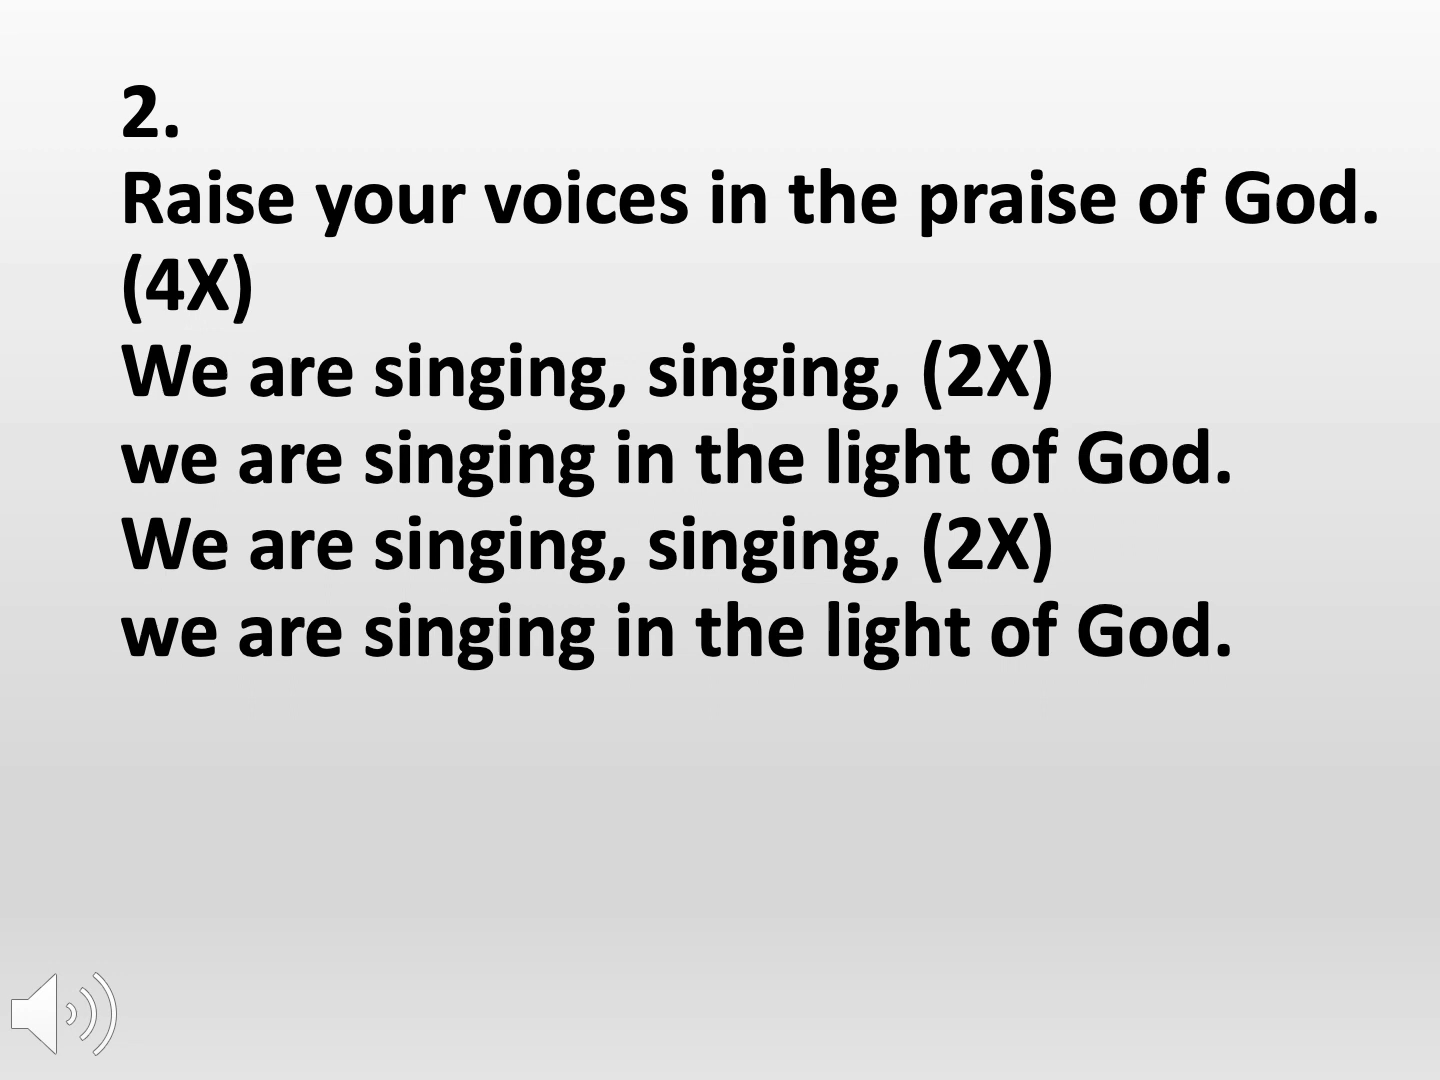 2.
Raise your voices in the praise of God.
(4X)
We are singing, singing, (2X)
we are singing in the light of God.
We are singing, singing, (2X)
we are singing in the light of God.